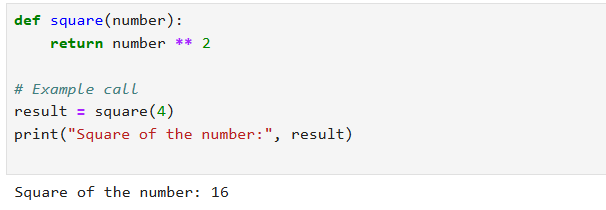 def square(number):
    return number ** 2
# Example call
result = square(4)
print("Square of the number:", result)
Square of the number: 16